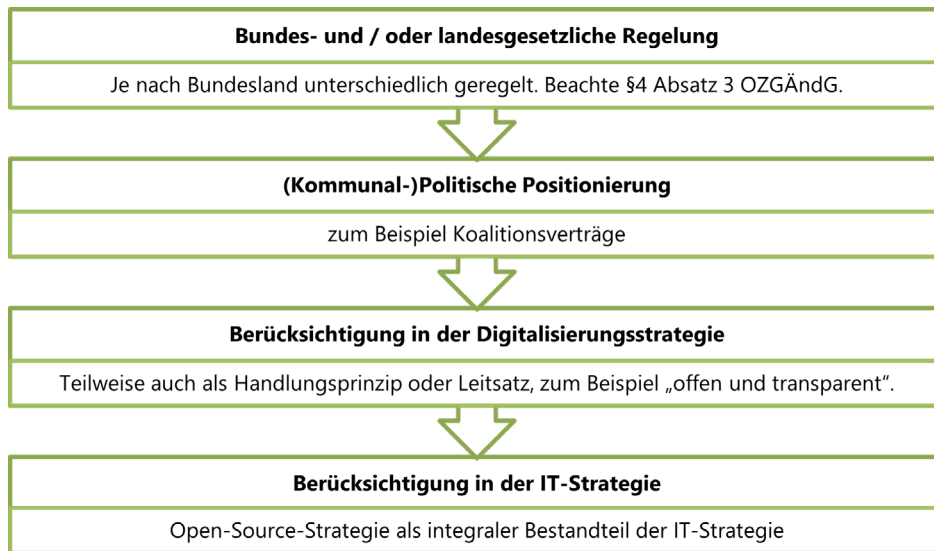 Bundes- und / oder landesgesetzliche Regelung
Je nach Bundesland unterschiedlich geregelt. Beachte §4 Absatz 3 OZGÄndG.
(Kommunal-)Politische Positionierung
zum Beispiel Koalitionsverträge
Berücksichtigung in der Digitalisierungsstrategie
Teilweise auch als Handlungsprinzip oder Leitsatz, zum Beispiel „offen und transparent“.
Berücksichtigung in der IT-Strategie
Open-Source-Strategie als integraler Bestandteil der IT-Strategie